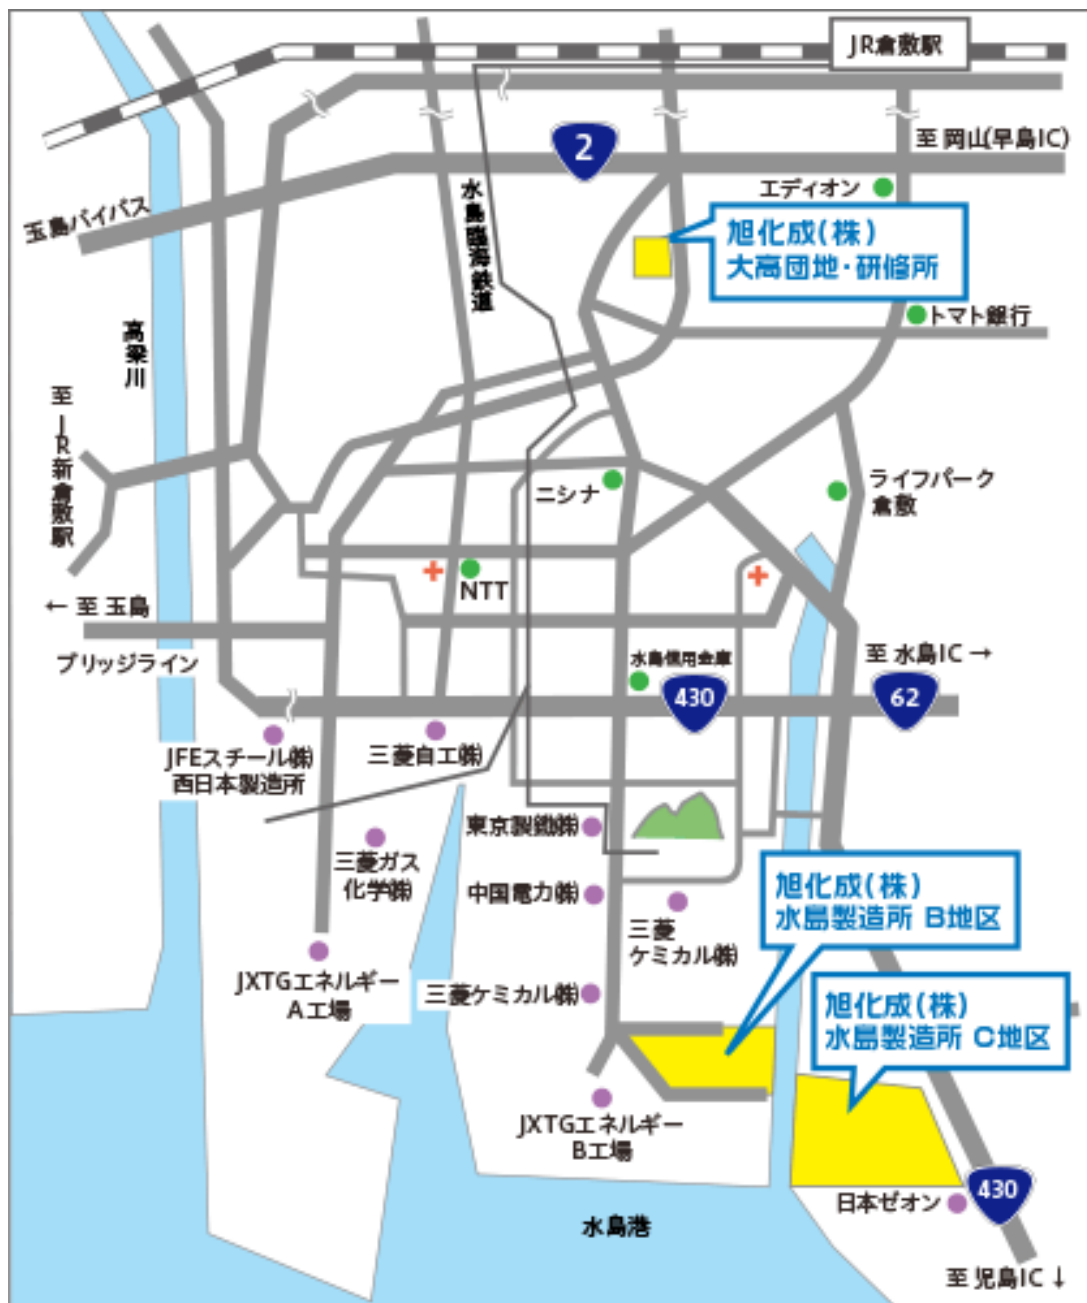 JR倉敷駅
2
至 岡山(早島IC)
エディオン
玉島バイパス
水島臨海鉄道
旭化成(株)
大高団地・研修所
トマト銀行
高梁川
至 JR新倉敷駅
ニシナ
ライフパーク
倉敷
NTT
← 至 玉島
ブリッジライン
水島信用金庫
至 水島IC →
430
62
JFEスチール㈱
西日本製造所
三菱自工㈱
東京製鐵㈱
三菱ガス
化学㈱
中国電力㈱
旭化成(株)
水島製造所 B地区
三菱
ケミカル㈱
JXTGエネルギー
A工場
三菱ケミカル㈱
旭化成(株)
水島製造所 C地区
JXTGエネルギー
B工場
日本ゼオン
430
水島港
至 児島IC ↓